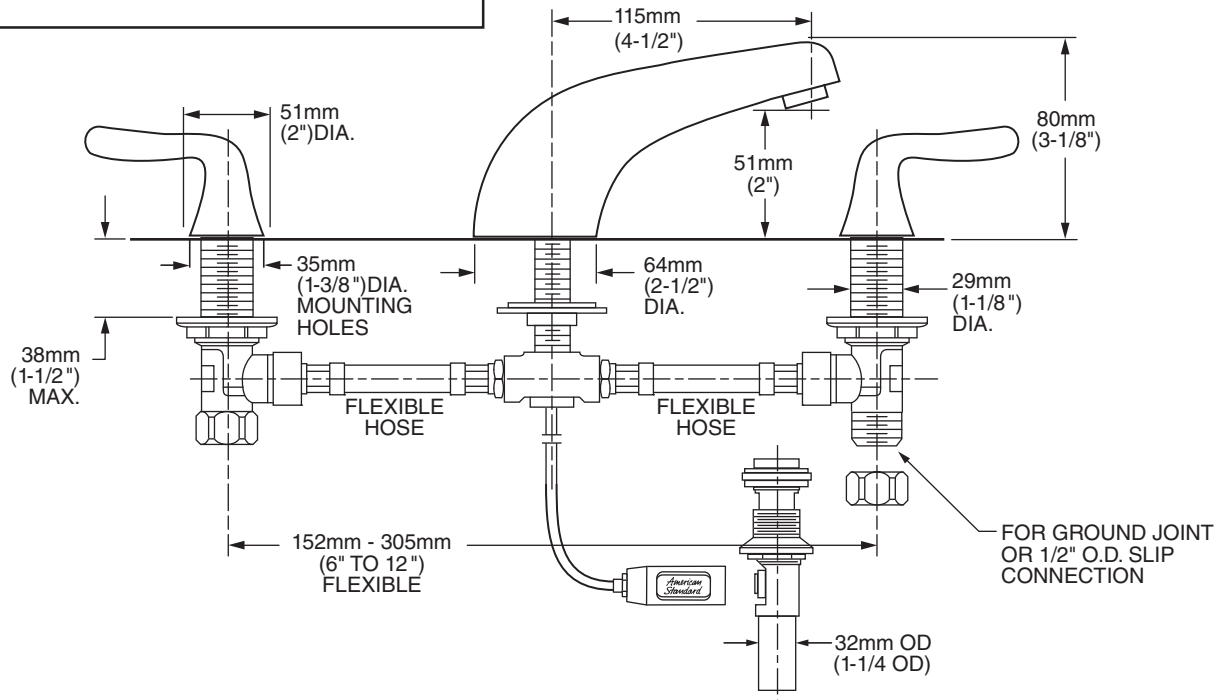 115mm
(4-1/2")
51mm
(2")DIA.
80mm
(3-1/8")
51mm
(2")
35mm
(1-3/8")DIA.
MOUNTING
HOLES
64mm
(2-1/2")
DIA.
29mm
(1-1/8")
DIA.
38mm
(1-1/2")
MAX.
FLEXIBLE
HOSE
FLEXIBLE
HOSE
152mm - 305mm
(6" TO 12")
FLEXIBLE
FOR GROUND JOINT
OR 1/2" O.D. SLIP
CONNECTION
American
Standard
32mm OD
(1-1/4 OD)